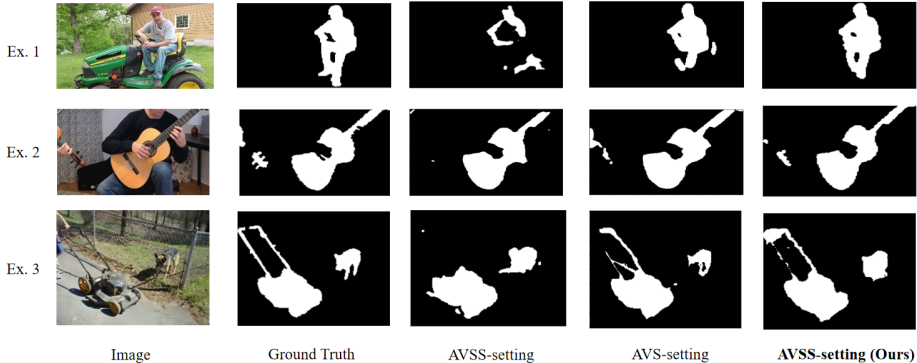 Ex. 1
Ex. 2
Ex. 3
Image Ground Truth AVSS-setting AVS-setting AVSS-setting (Ours)